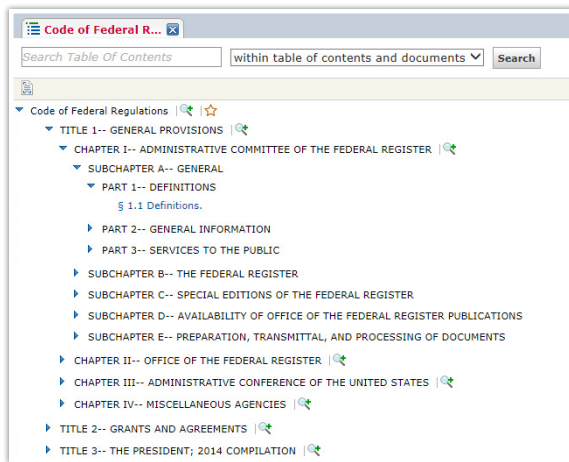 Code of Federal R...
Search Table Of Contents within table of contents and documents Search
Code of Federal Regulations
TITLE 1-- GENERAL PROVISIONS
CHAPTER I-- ADMINISTRATIVE COMMITTEE OF THE FEDERAL REGISTER
SUBCHAPTER A-- GENERAL
PART 1-- DEFINITIONS
§ 1.1 Definitions.
PART 2-- GENERAL INFORMATION
PART 3-- SERVICES TO THE PUBLIC
SUBCHAPTER B-- THE FEDERAL REGISTER
SUBCHAPTER C-- SPECIAL EDITIONS OF THE FEDERAL REGISTER
SUBCHAPTER D-- AVAILABILITY OF OFFICE OF THE FEDERAL REGISTER PUBLICATIONS
SUBCHAPTER E-- PREPARATION, TRANSMITTAL, AND PROCESSING OF DOCUMENTS
CHAPTER II-- OFFICE OF THE FEDERAL REGISTER
CHAPTER III-- ADMINISTRATIVE CONFERENCE OF THE UNITED STATES
CHAPTER IV-- MISCELLANEOUS AGENCIES
TITLE 2-- GRANTS AND AGREEMENTS
TITLE 3-- THE PRESIDENT; 2014 COMPILATION